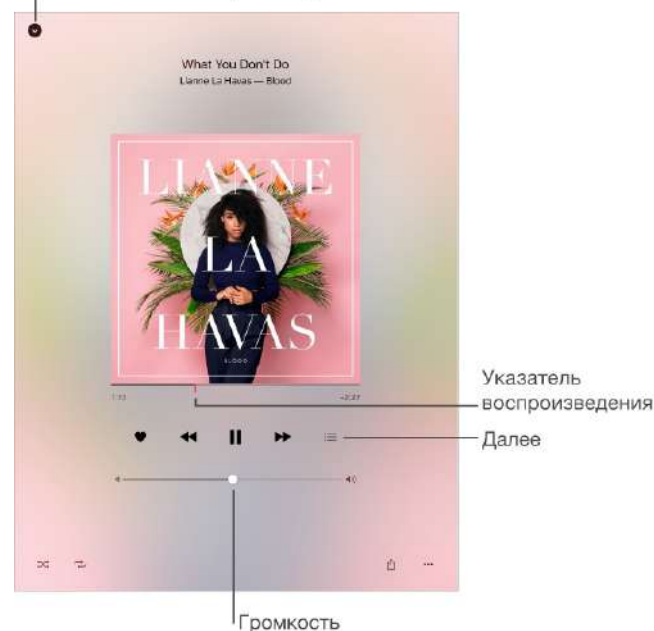 What You Don't Do
Lianne La Havas — Blood
LIANNE
LA
HAVAS
BLOOD
Указатель
воспроизведения
Далее
Громкость